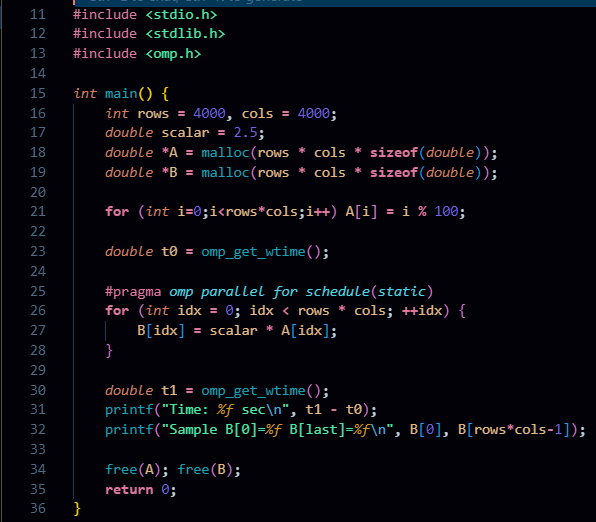 11 #include <stdio.h>
12 #include <stdlib.h>
13 #include <omp.h>
14
15 int main() {
16     int rows = 4000, cols = 4000;
17     double scalar = 2.5;
18     double *A = malloc(rows * cols * sizeof(double));
19     double *B = malloc(rows * cols * sizeof(double));
20
21     for (int i=0;i<rows*cols;i++) A[i] = i % 100;
22
23     double t0 = omp_get_wtime();
24
25     #pragma omp parallel for schedule(static)
26     for (int idx = 0; idx < rows * cols; ++idx) {
27         B[idx] = scalar * A[idx];
28     }
29
30     double t1 = omp_get_wtime();
31     printf("Time: %f sec\n", t1 - t0);
32     printf("Sample B[0]=%f B[last]=%f\n", B[0], B[rows*cols-1]);
33
34     free(A); free(B);
35     return 0;
36 }